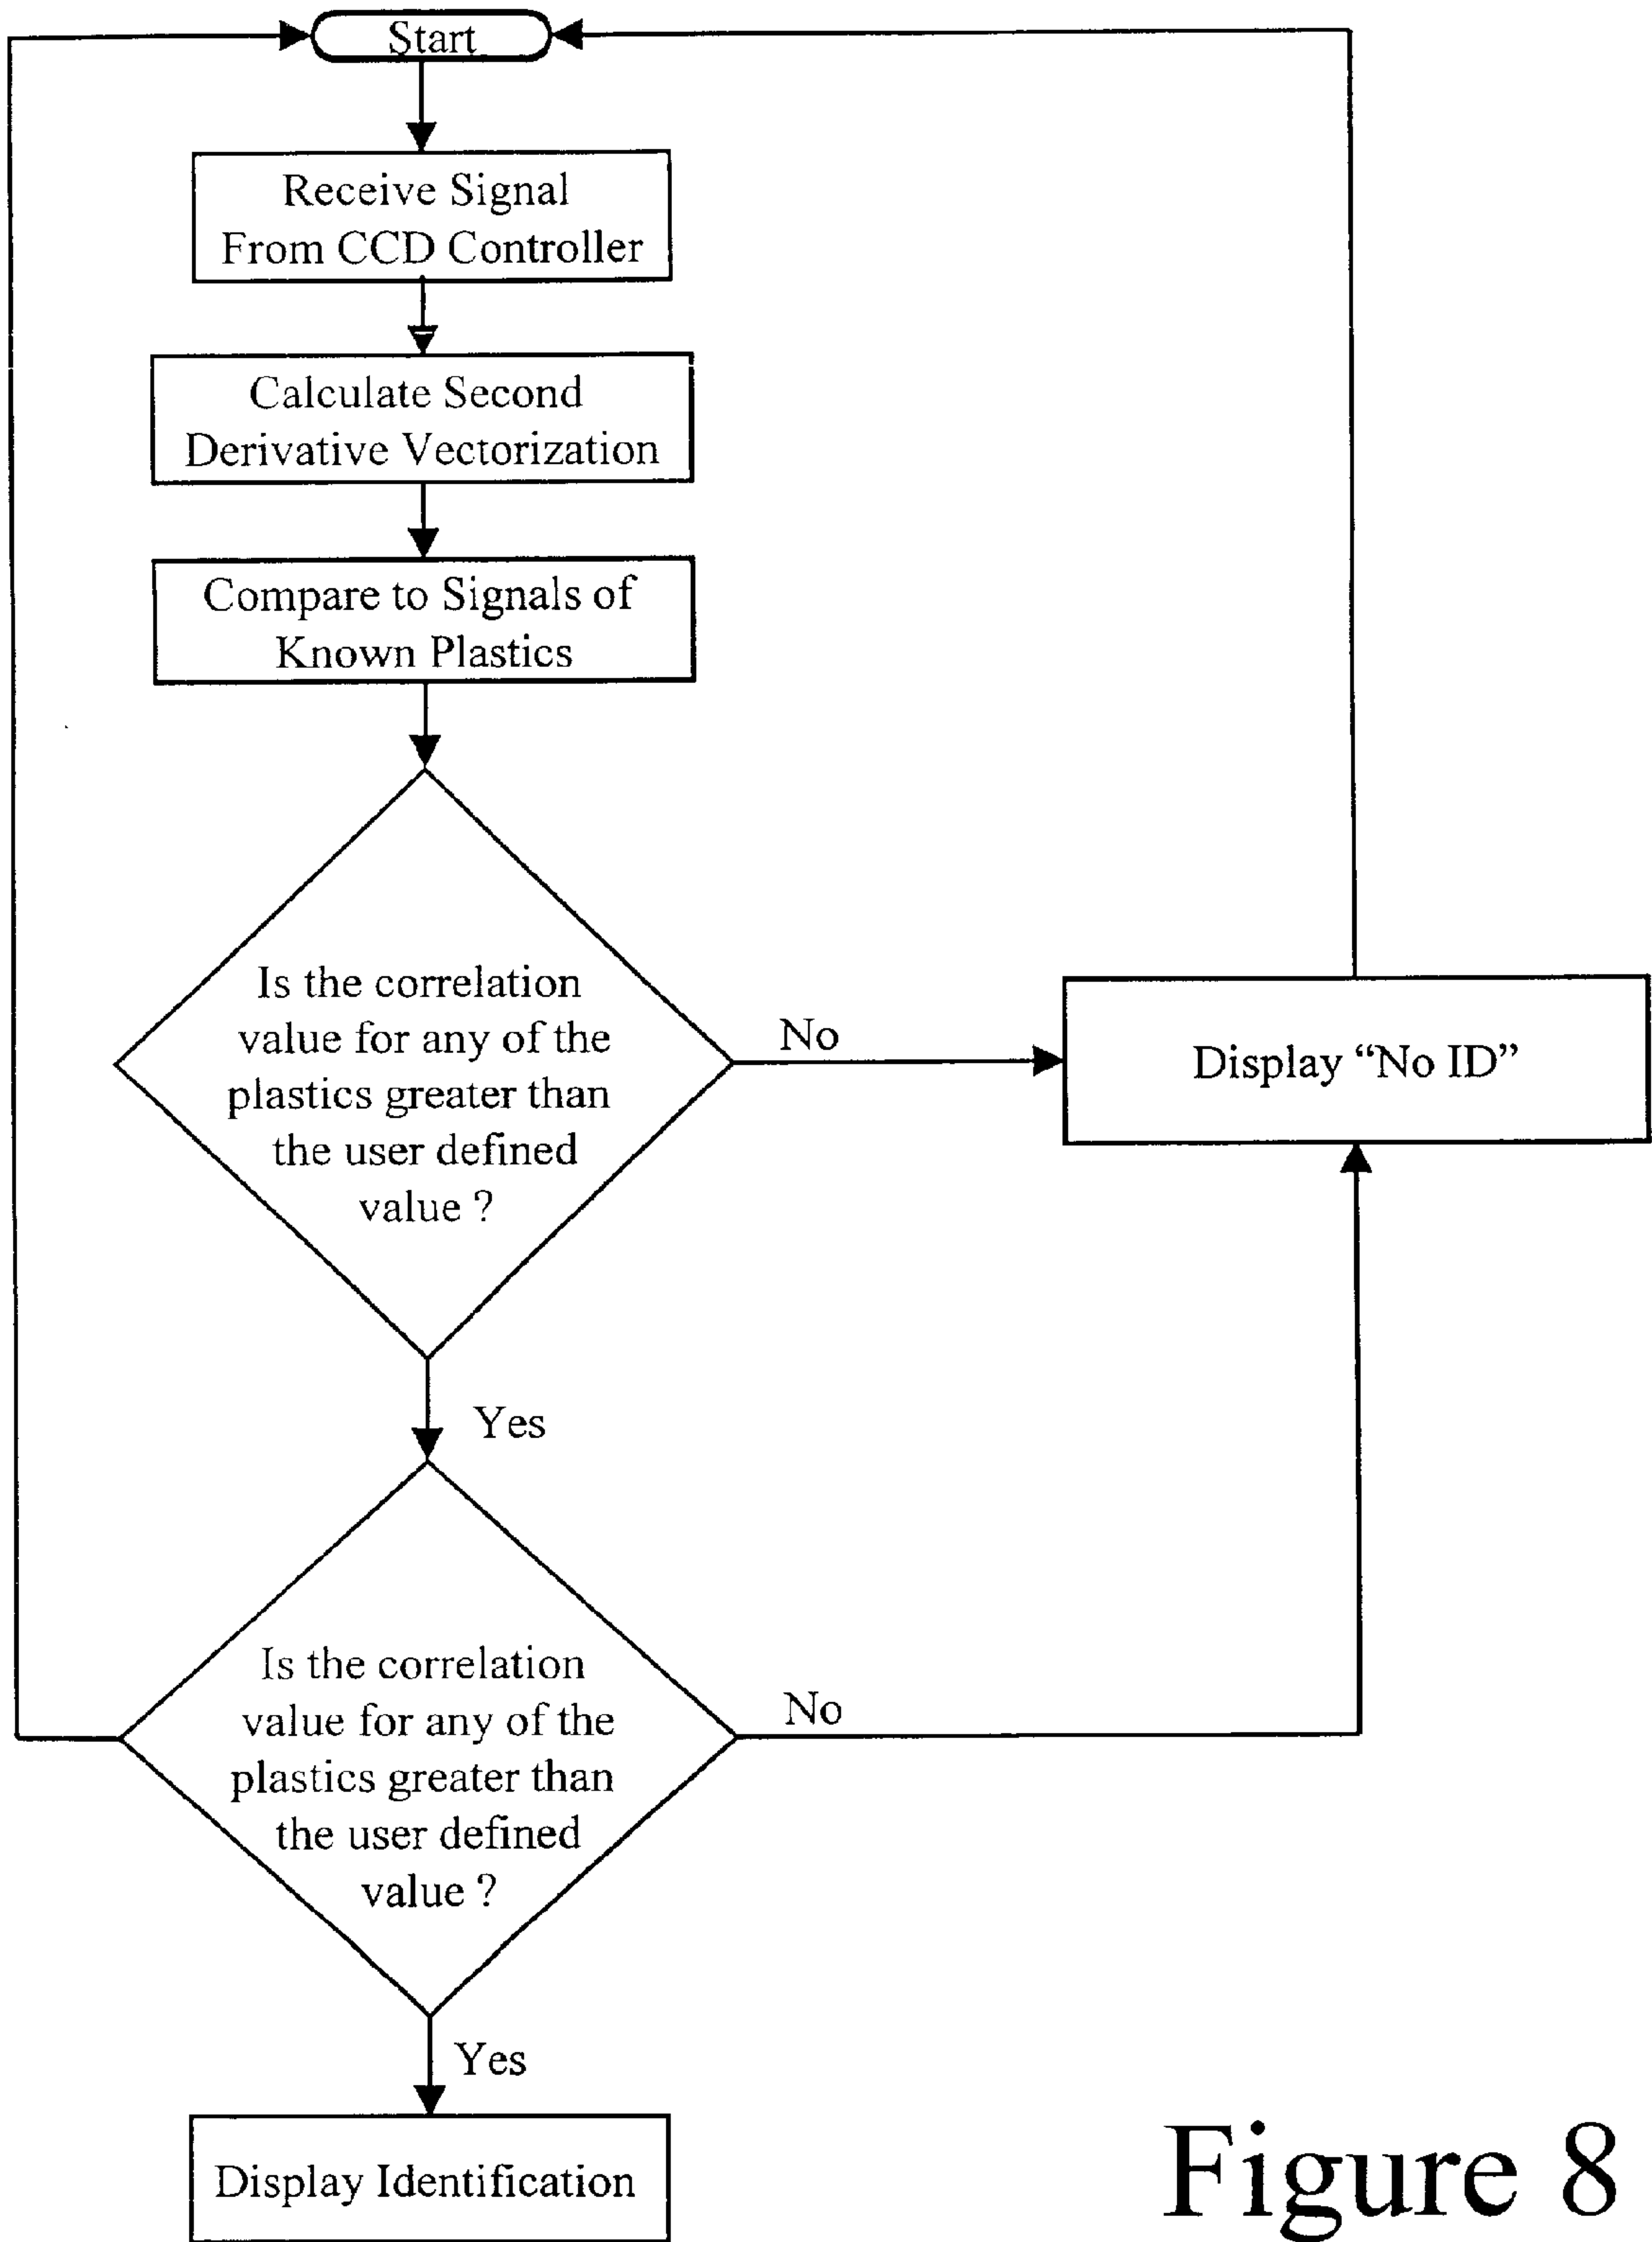 Start
Receive Signal
From CCD Controller
Calculate Second
Derivative Vectorization
Compare to Signals of
Known Plastics
Is the correlation
value for any of the
plastics greater than
the user defined
value ?
No
Display “No ID”
Yes
Is the correlation
value for any of the
plastics greater than
the user defined
value ?
No
Yes
Display Identification
Figure 8